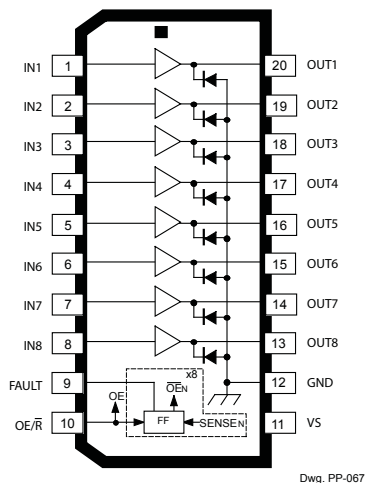 IN1 1 20 OUT1
IN2 2 19 OUT2
IN3 3 18 OUT3
IN4 4 17 OUT4
IN5 5 16 OUT5
IN6 6 15 OUT6
IN7 7 14 OUT7
IN8 8 13 OUT8
x8
FAULT 9 12 GND
OE O̅E̅N
OE/R̅ 10 FF SENSEN 11 VS
Dwg. PP-067